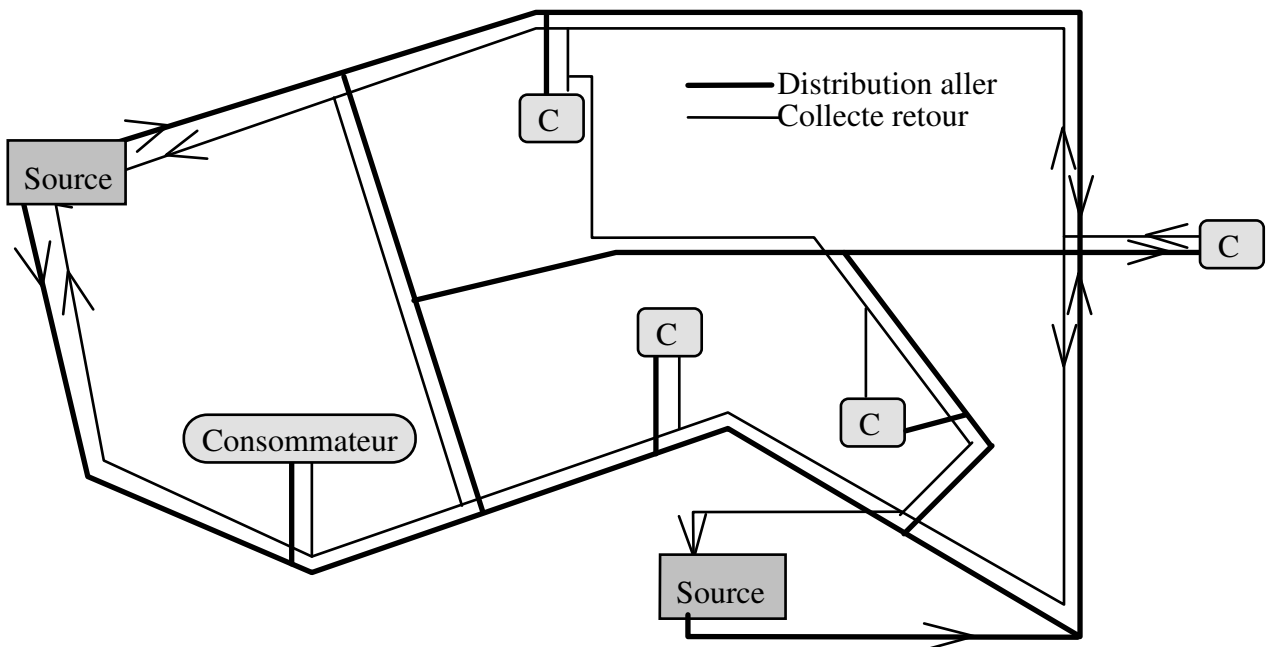 Distribution aller
C
Collecte retour
Source
C
C
C
Consommateur
Source